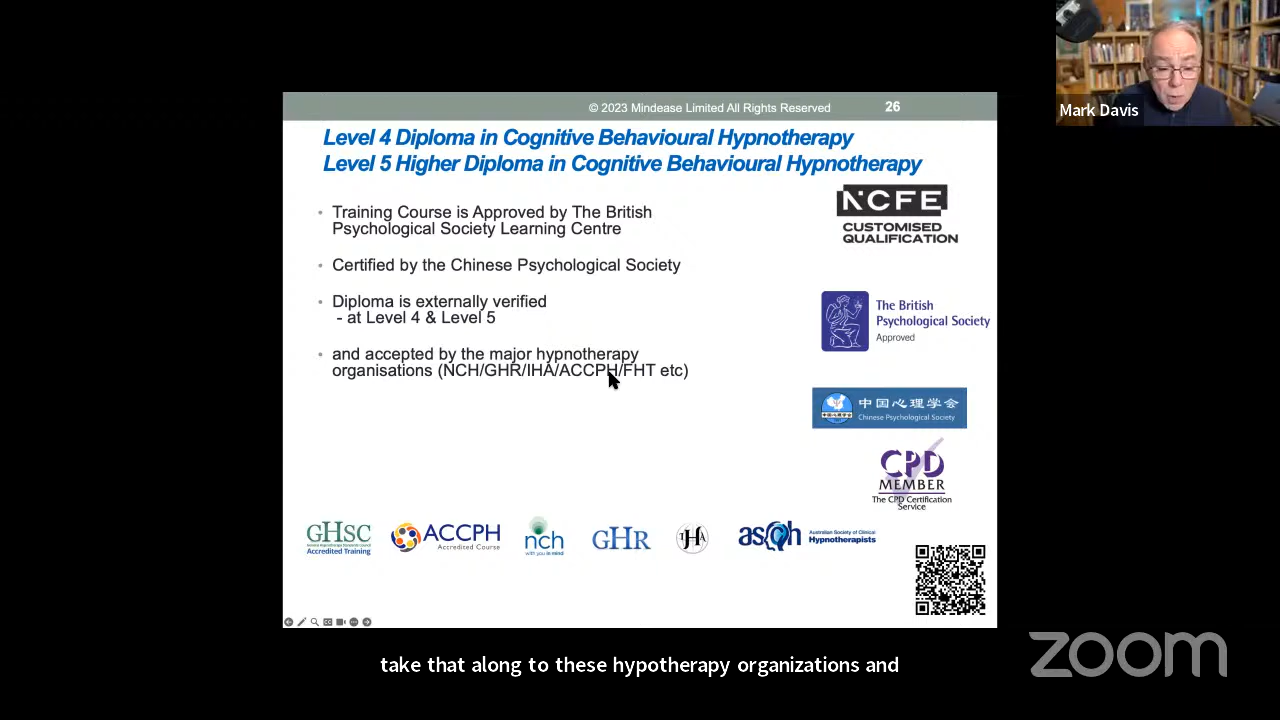 © 2023 Mindease Limited All Rights Reserved 26
Mark Davis
Level 4 Diploma in Cognitive Behavioural Hypnotherapy
Level 5 Higher Diploma in Cognitive Behavioural Hypnotherapy
• Training Course is Approved by The British
Psychological Society Learning Centre
• Certified by the Chinese Psychological Society
• Diploma is externally verified
- at Level 4 & Level 5
• and accepted by the major hypnotherapy
organisations (NCH/GHR/IHA/ACCPH/FHT etc)
NCFE
CUSTOMISED
QUALIFICATION
The British
Psychological Society
Approved
中国心理学会
Chinese Psychological Society
CPD
MEMBER
The CPD Certification
Service
GHSC
Accredited Training
ACCPH
Accredited Course
nch
with you in mind
GHR
THA
asch
Australian Society of Clinical
Hypnotherapists
take that along to these hypotherapy organizations and
zoom